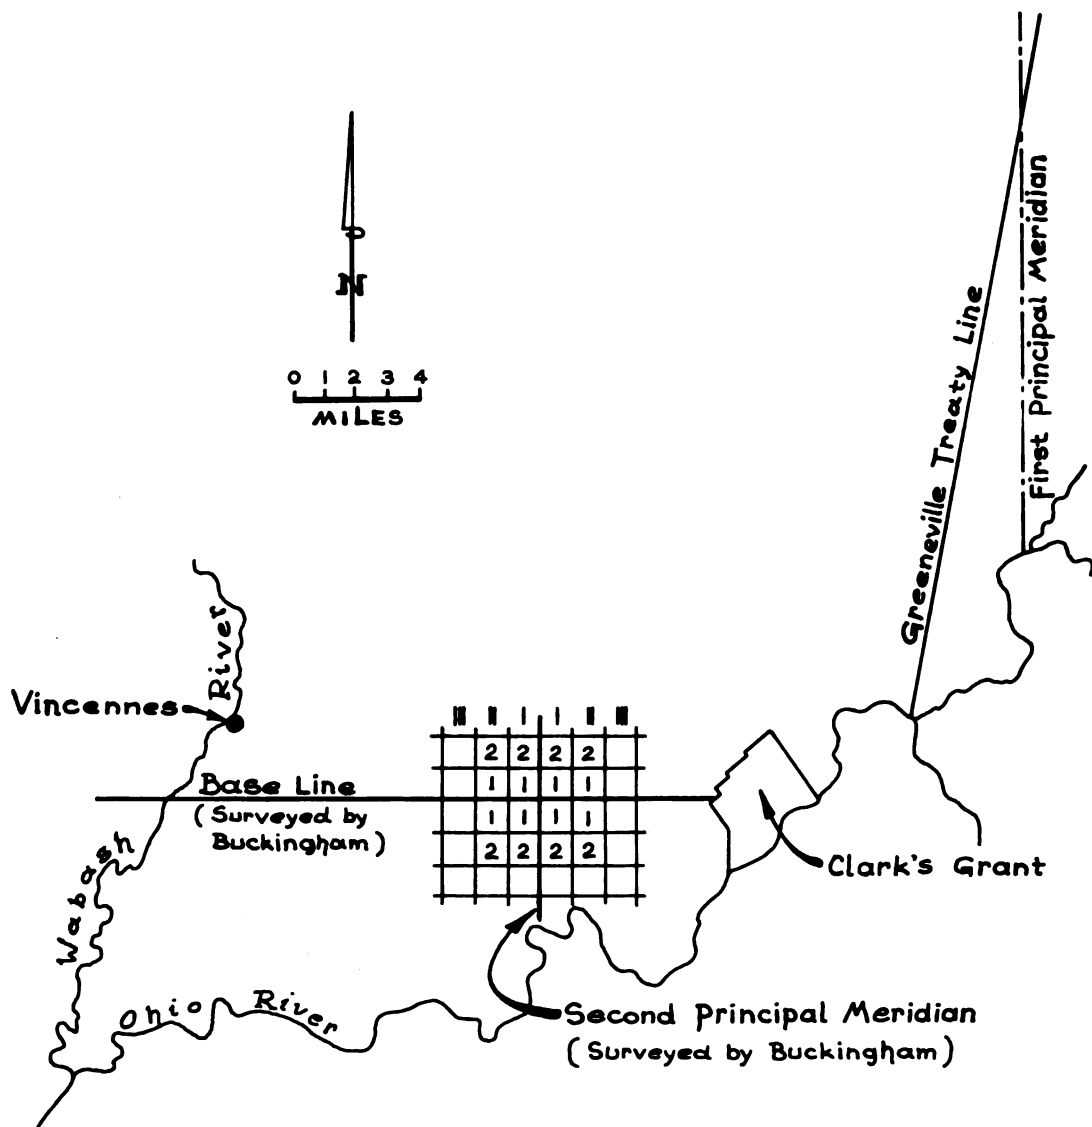 N
0 1 2 3 4
MILES
First Principal Meridian
Greeneville Treaty Line
River
Vincennes
III II I I II III
2 2 2 2
1 1 1 1
Base Line
(Surveyed by
Buckingham)
1 1 1 1
2 2 2 2
Clark's Grant
Wabash
Ohio River
Second Principal Meridian
(Surveyed by Buckingham)